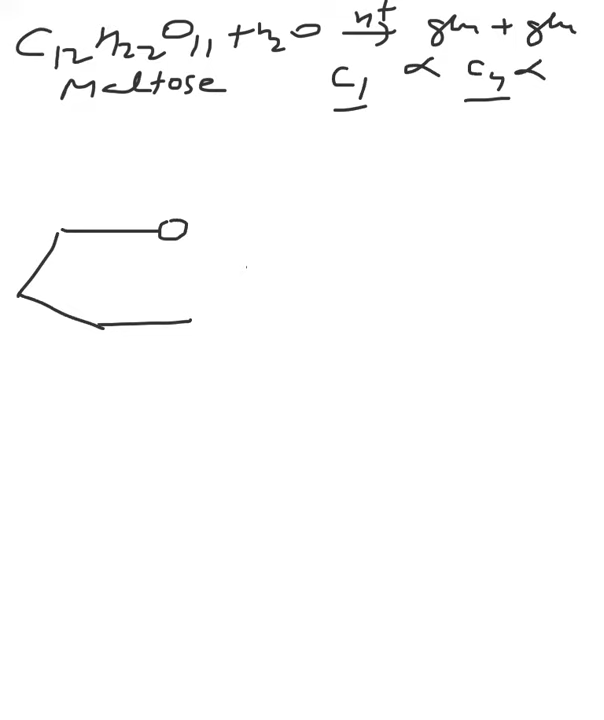 C₁₂H₂₂O₁₁ + H₂O →(H⁺) glu + glu
Maltose C₁ α C₄ α
O